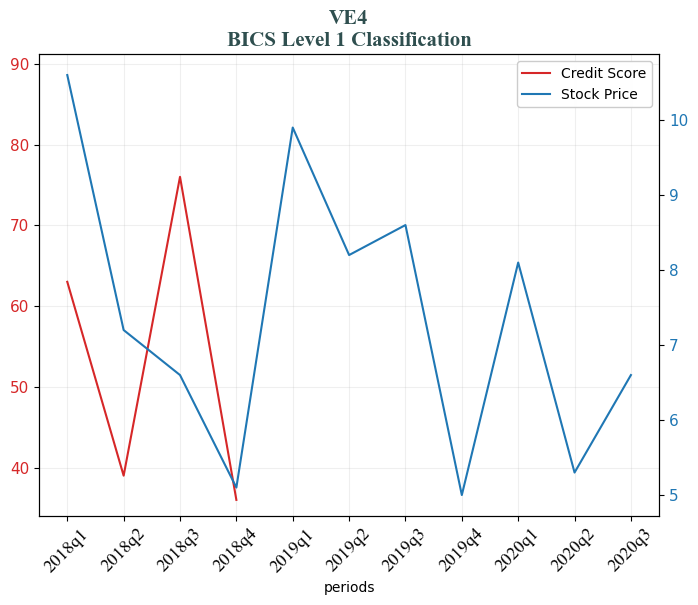 VE4
BICS Level 1 Classification
Credit Score
Stock Price
90
80
70
60
50
40
10
9
8
7
6
5
2018q1
2018q2
2018q3
2018q4
2019q1
2019q2
2019q3
2019q4
2020q1
2020q2
2020q3
periods